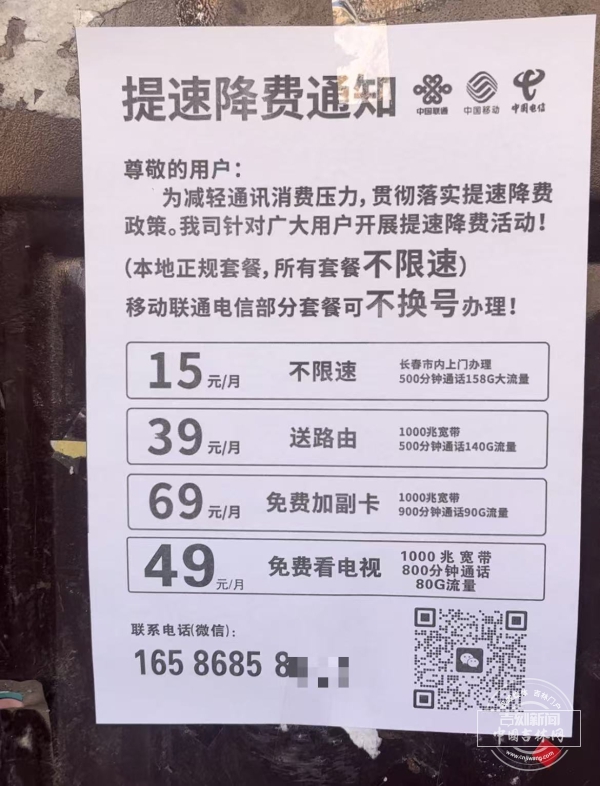 提速降费通知
中国联通
中国移动
中国电信
尊敬的用户：
为减轻通讯消费压力，贯彻落实提速降费
政策。我司针对广大用户开展提速降费活动！
（本地正规套餐，所有套餐不限速）
移动联通电信部分套餐可不换号办理！
15元/月 不限速 长春市内上门办理
500分钟通话158G大流量
39元/月 送路由 1000兆宽带
500分钟通话140G流量
69元/月 免费加副卡 1000兆宽带
900分钟通话90G流量
49元/月 免费看电视 1000兆宽带
800分钟通话
80G流量
联系电话(微信)：
165 8685 8
吉刻新闻
中国吉林网
www.cnjiwang.com